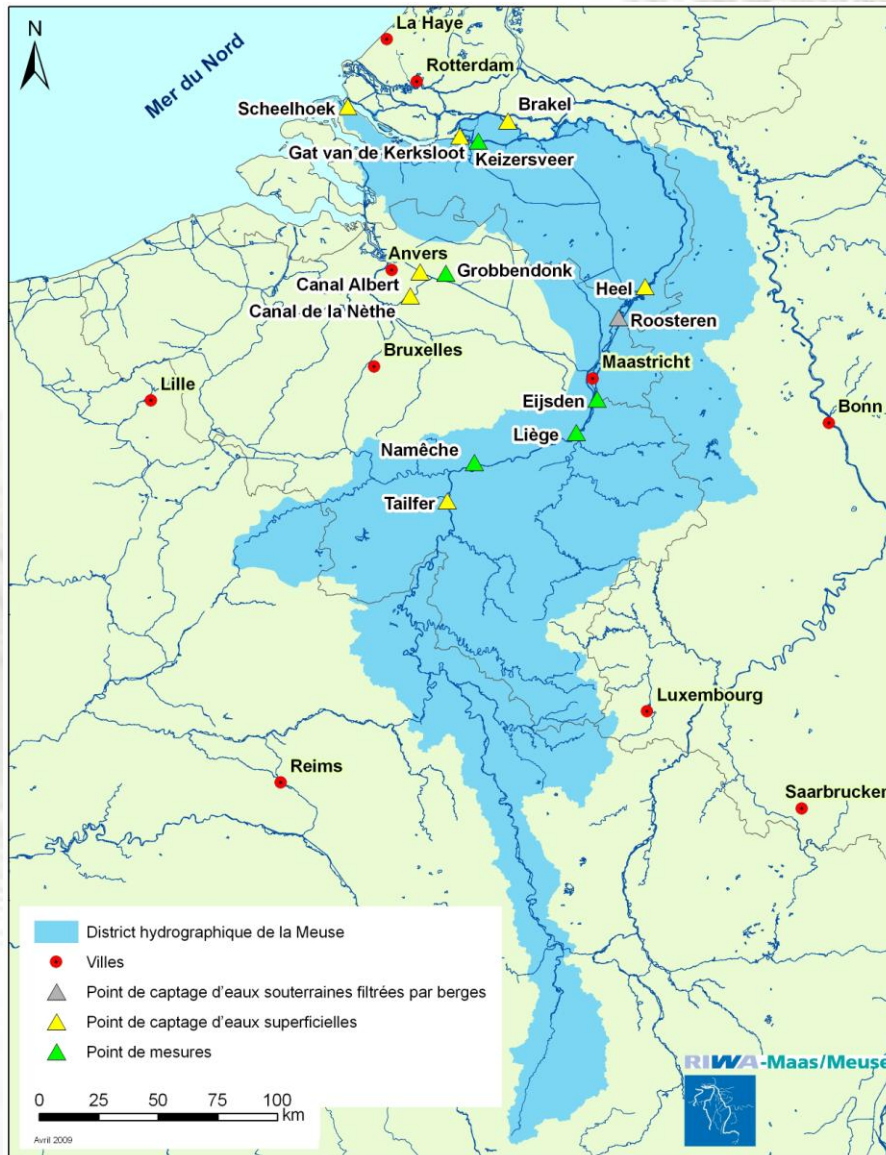 N
La Haye
Mer du Nord
Rotterdam
Scheelhoek
Brakel
Gat van de Kerksloot
Keizersveer
Anvers
Grobbendonk
Canal Albert
Heel
Canal de la Nèthe
Roosteren
Bruxelles
Maastricht
Lille
Eijsden
Bonn
Liège
Namêche
Tailfer
Luxembourg
Reims
Saarbrucken
District hydrographique de la Meuse
Villes
Point de captage d'eaux souterraines filtrées par berges
Point de captage d'eaux superficielles
Point de mesures
0 25 50 75 100
km
Avril 2009
RIWA-Maas/Meuse